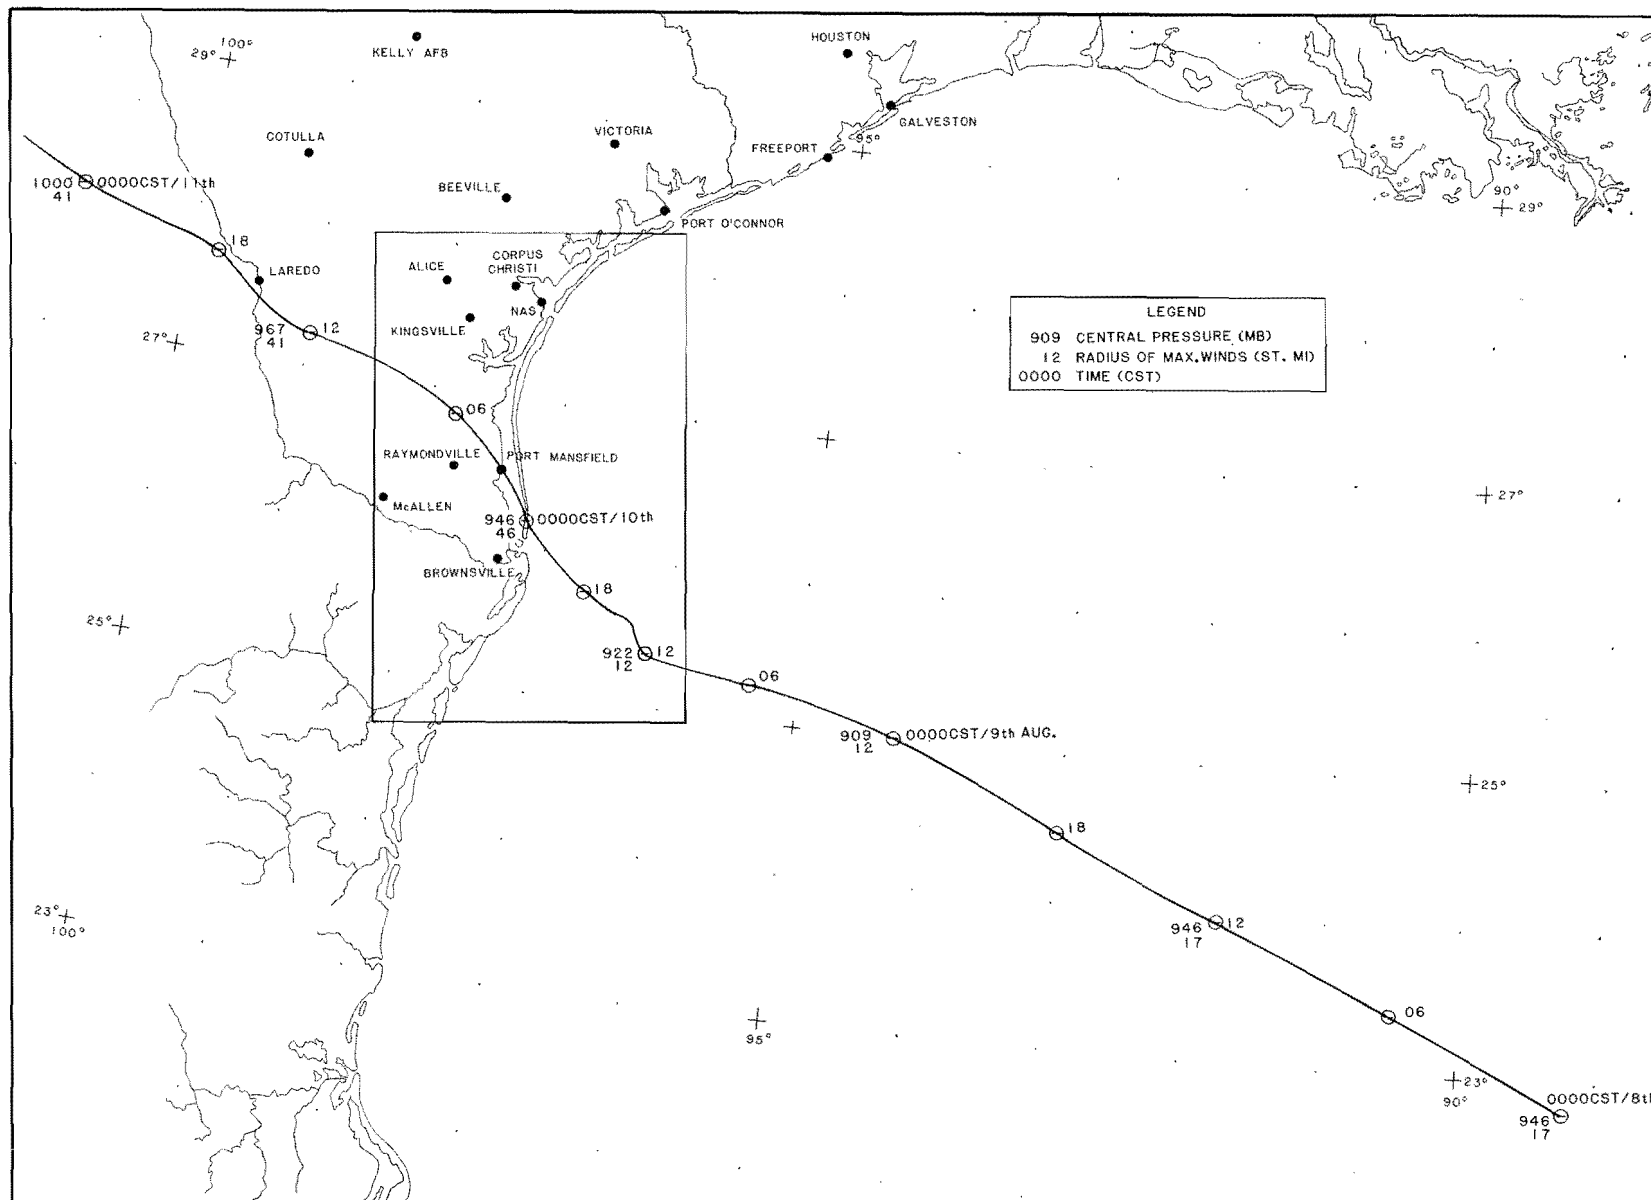 HOUSTON
100°
29°
KELLY AFB
GALVESTON
VICTORIA
COTULLA
FREEPORT
95°
1000 0000CST/11th
41
BEEVILLE
90°
29°
PORT O'CONNOR
18
LAREDO
ALICE
CORPUS
CHRISTI
NAS
KINGSVILLE
967 12
41
27°
LEGEND
909 CENTRAL PRESSURE (MB)
12 RADIUS OF MAX.WINDS (ST. MI)
0000 TIME (CST)
06
RAYMONDVILLE
PORT MANSFIELD
27°
McALLEN
946 0000CST/10th
46
BROWNSVILLE
18
25°
922 12
12
06
909 0000CST/9th AUG.
12
25°
18
23°
100°
946 12
17
06
95°
23°
90°
0000CST/8th
946
17